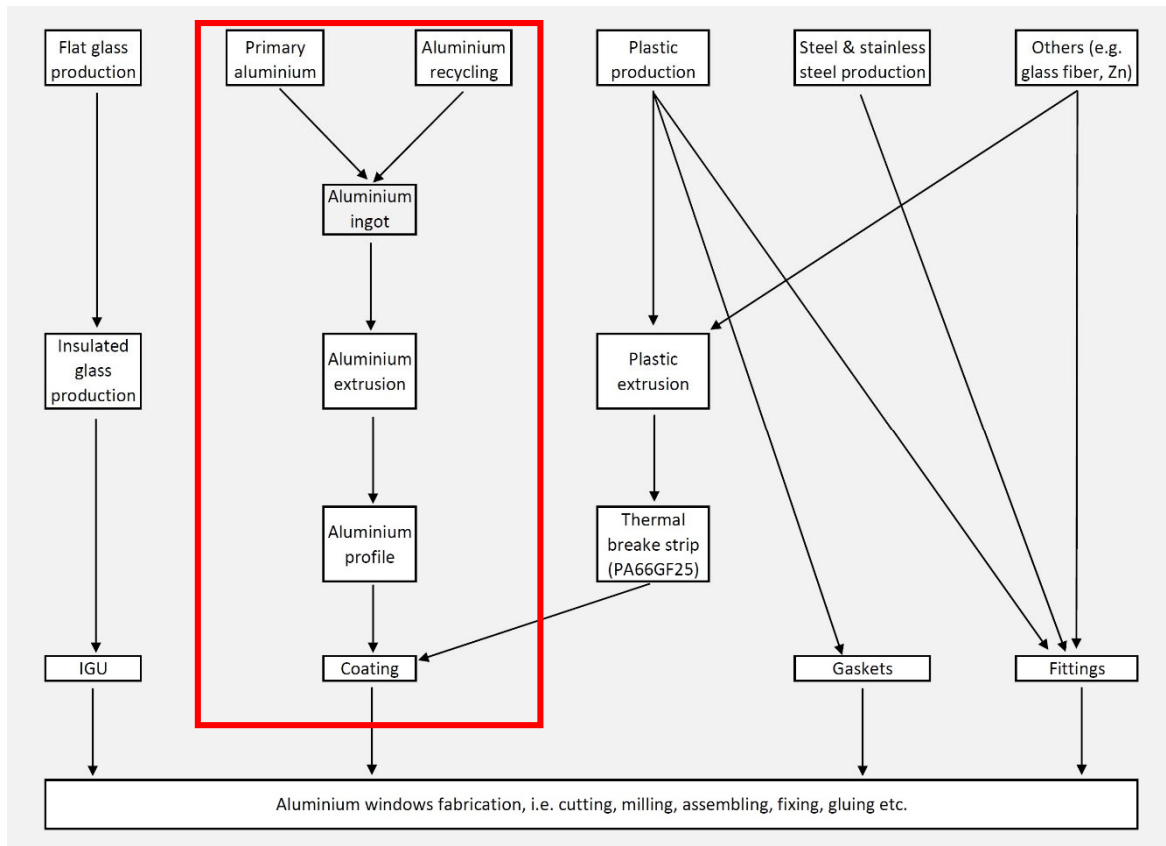 Flat glass
production
Primary
aluminium
Aluminium
recycling
Plastic
production
Steel & stainless
steel production
Others (e.g.
glass fiber, Zn)
Aluminium
ingot
Insulated
glass
production
Aluminium
extrusion
Plastic
extrusion
Aluminium
profile
Thermal
breake strip
(PA66GF25)
IGU
Coating
Gaskets
Fittings
Aluminium windows fabrication, i.e. cutting, milling, assembling, fixing, gluing etc.